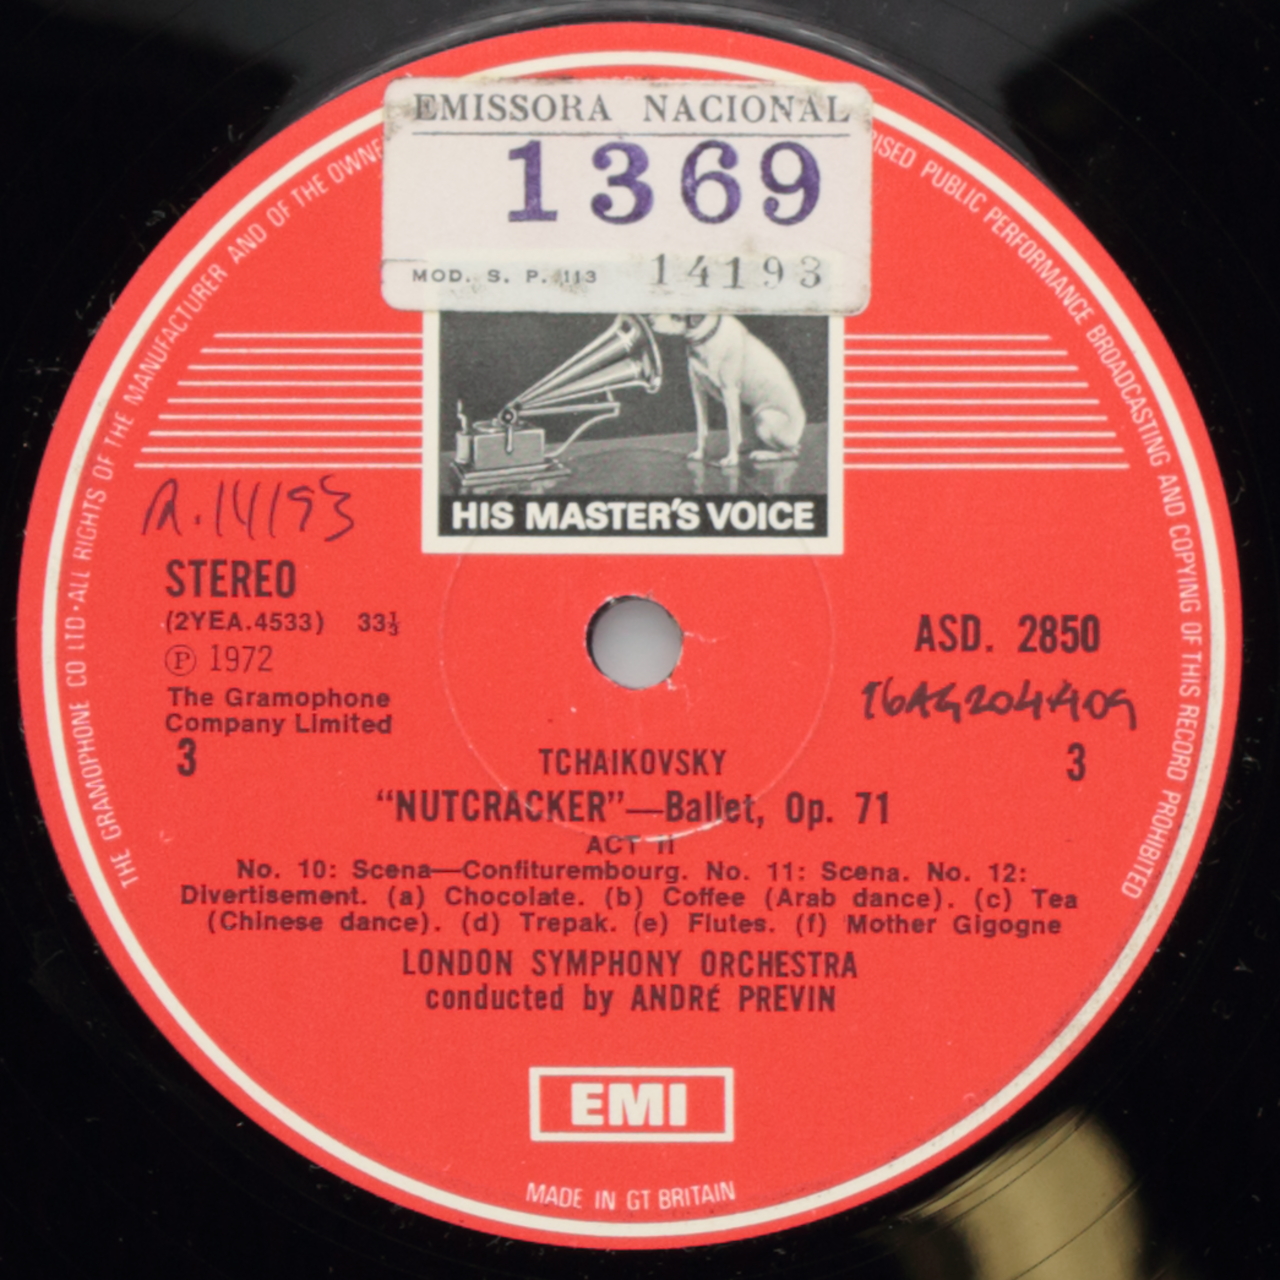 EMISSORA NACIONAL
1369
MOD. S. P. 113 14193
HIS MASTER'S VOICE
R.14193
STEREO
(2YEA.4533) 33⅓
℗ 1972
The Gramophone
Company Limited
3
ASD. 2850
3
TCHAIKOVSKY
“NUTCRACKER”—Ballet, Op. 71
ACT II
No. 10: Scena—Confiturembourg. No. 11: Scena. No. 12:
Divertisement. (a) Chocolate. (b) Coffee (Arab dance). (c) Tea
(Chinese dance). (d) Trepak. (e) Flutes. (f) Mother Gigogne
LONDON SYMPHONY ORCHESTRA
conducted by ANDRÉ PREVIN
EMI
MADE IN GT BRITAIN
THE GRAMOPHONE CO LTD·ALL RIGHTS OF THE MANUFACTURER AND OF THE OWNE
RISED PUBLIC PERFORMANCE BROADCASTING AND COPYING OF THIS RECORD PROHIBITED